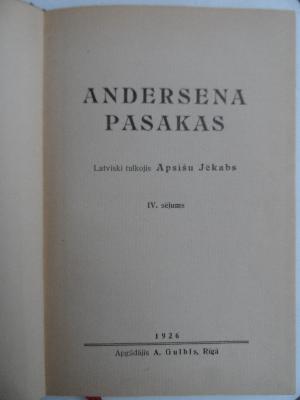 ANDERSENA
PASAKAS
Latviski tulkojis Apsīšu Jēkabs
IV. sējums
1926
Apgādājis A. Gulbis, Rīgā